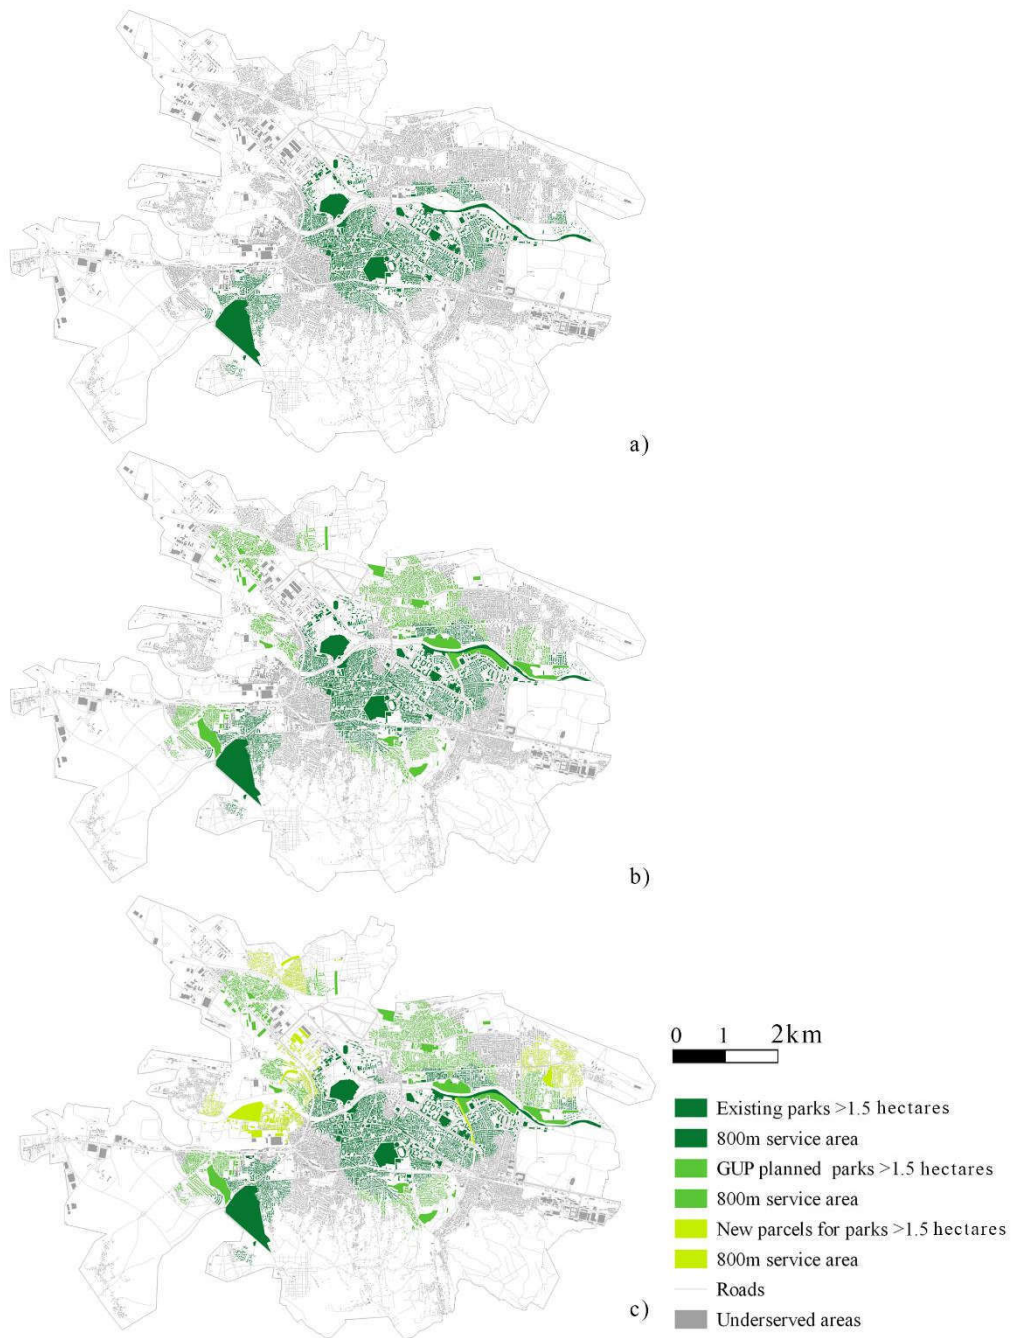 a)
b)
c)
0 1 2km
Existing parks >1.5 hectares
800m service area
GUP planned parks >1.5 hectares
800m service area
New parcels for parks >1.5 hectares
800m service area
Roads
Underserved areas